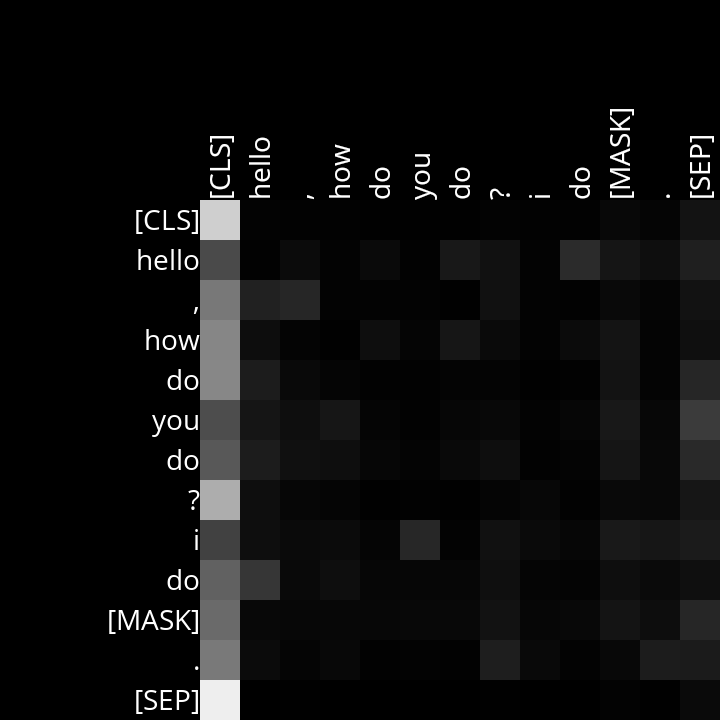 [CLS] hello , how do you do ? i do [MASK] . [SEP]
[CLS]
hello
,
how
do
you
do
?
i
do
[MASK]
.
[SEP]